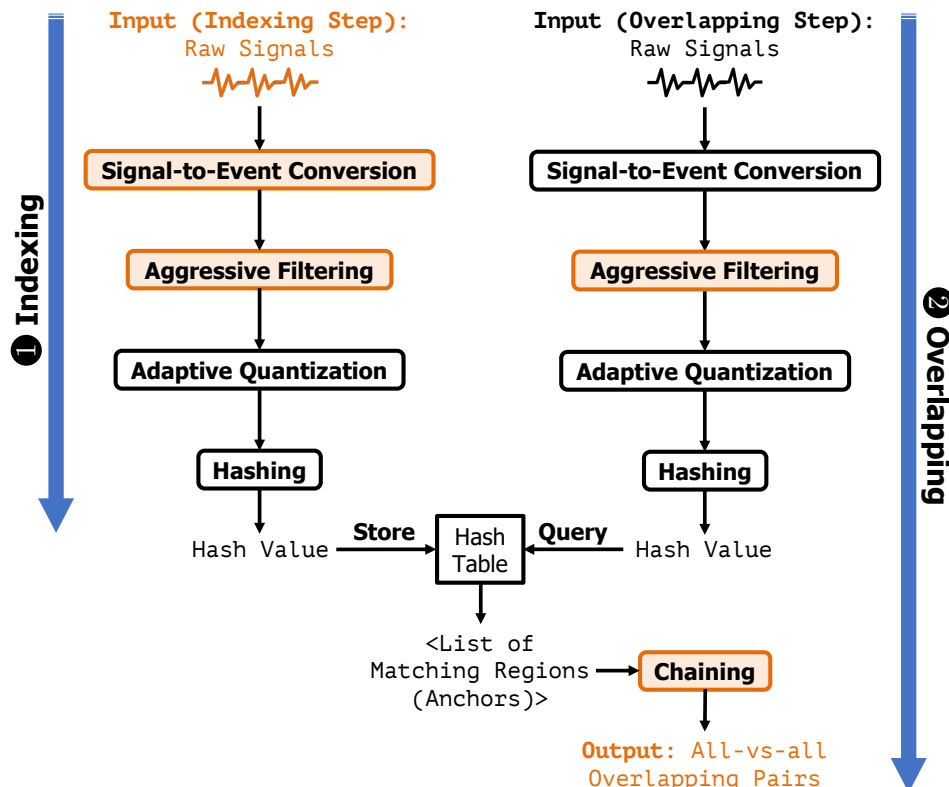 Input (Indexing Step):
Raw Signals
Signal-to-Event Conversion
Aggressive Filtering
Adaptive Quantization
Hashing
Hash Value
❶ Indexing
Store
Input (Overlapping Step):
Raw Signals
Signal-to-Event Conversion
Aggressive Filtering
Adaptive Quantization
Hashing
Hash Value
❷ Overlapping
Query
Hash
Table
<List of
Matching Regions
(Anchors)>
Chaining
Output: All-vs-all
Overlapping Pairs